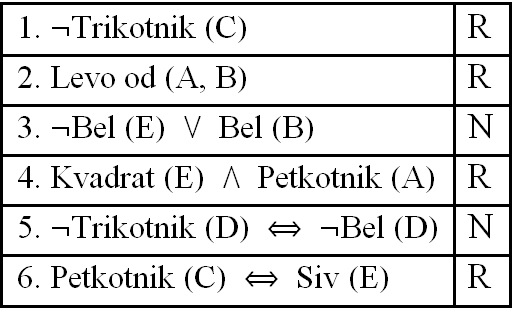 1. ¬Trikotnik (C) R
2. Levo od (A, B) R
3. ¬Bel (E) ∨ Bel (B) N
4. Kvadrat (E) ∧ Petkotnik (A) R
5. ¬Trikotnik (D) ⇔ ¬Bel (D) N
6. Petkotnik (C) ⇔ Siv (E) R